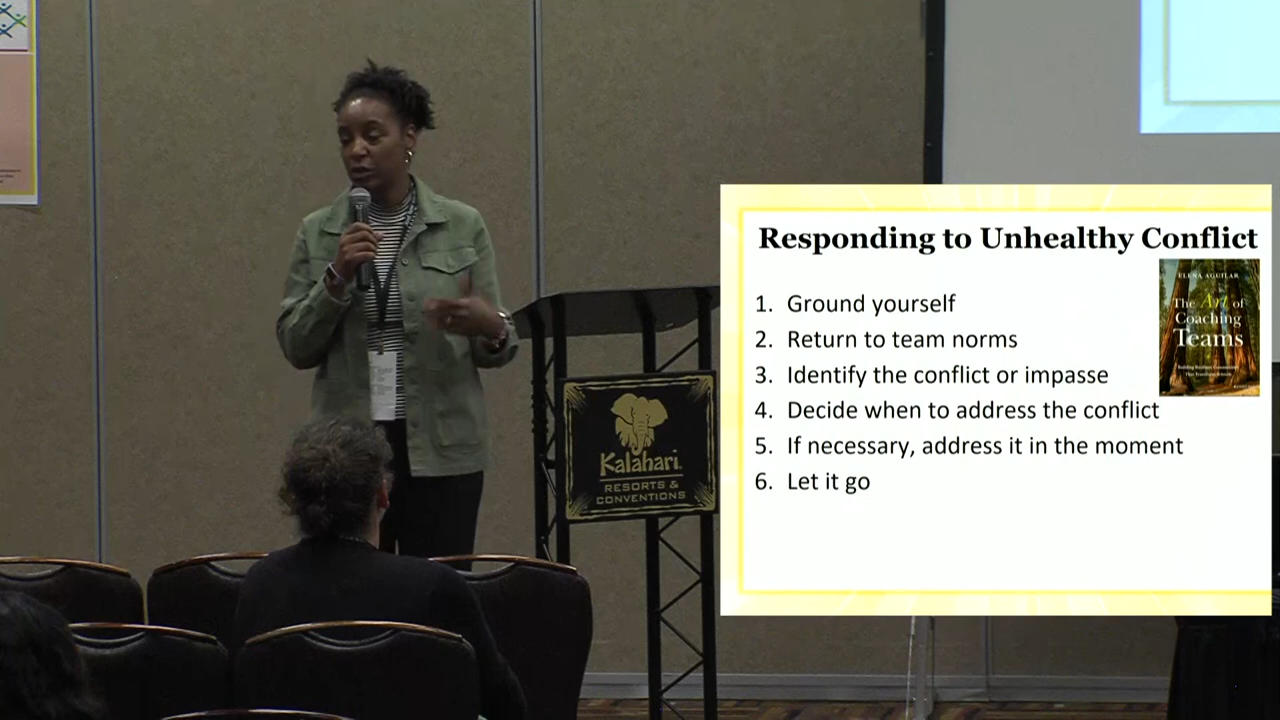 Responding to Unhealthy Conflict
ELENA AGUILAR
The Art of
Coaching
Teams
1. Ground yourself
2. Return to team norms
3. Identify the conflict or impasse
4. Decide when to address the conflict
5. If necessary, address it in the moment
6. Let it go
Kalahari
RESORTS &
CONVENTIONS